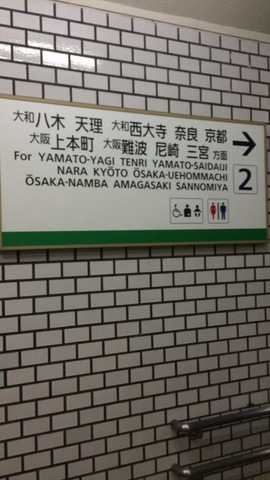 大和八木 天理 大和西大寺 奈良 京都
大阪上本町 大阪難波 尼崎 三宮 方面
For YAMATO-YAGI TENRI YAMATO-SAIDAIJI
NARA KYŌTO ŌSAKA-UEHOMMACHI
ŌSAKA-NAMBA AMAGASAKI SANNOMIYA
2